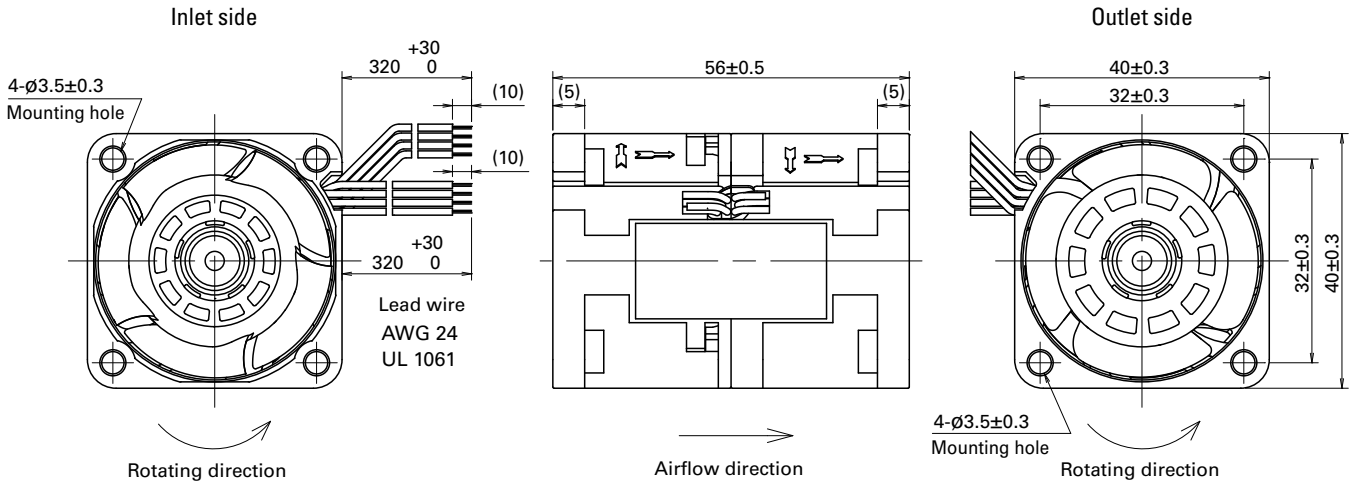 Inlet side
Outlet side
4-ø3.5±0.3
Mounting hole
+30
320 0
(10)
(10)
+30
320 0
Lead wire
AWG 24
UL 1061
56±0.5
(5)
(5)
40±0.3
32±0.3
32±0.3
40±0.3
4-ø3.5±0.3
Mounting hole
Rotating direction
Airflow direction
Rotating direction